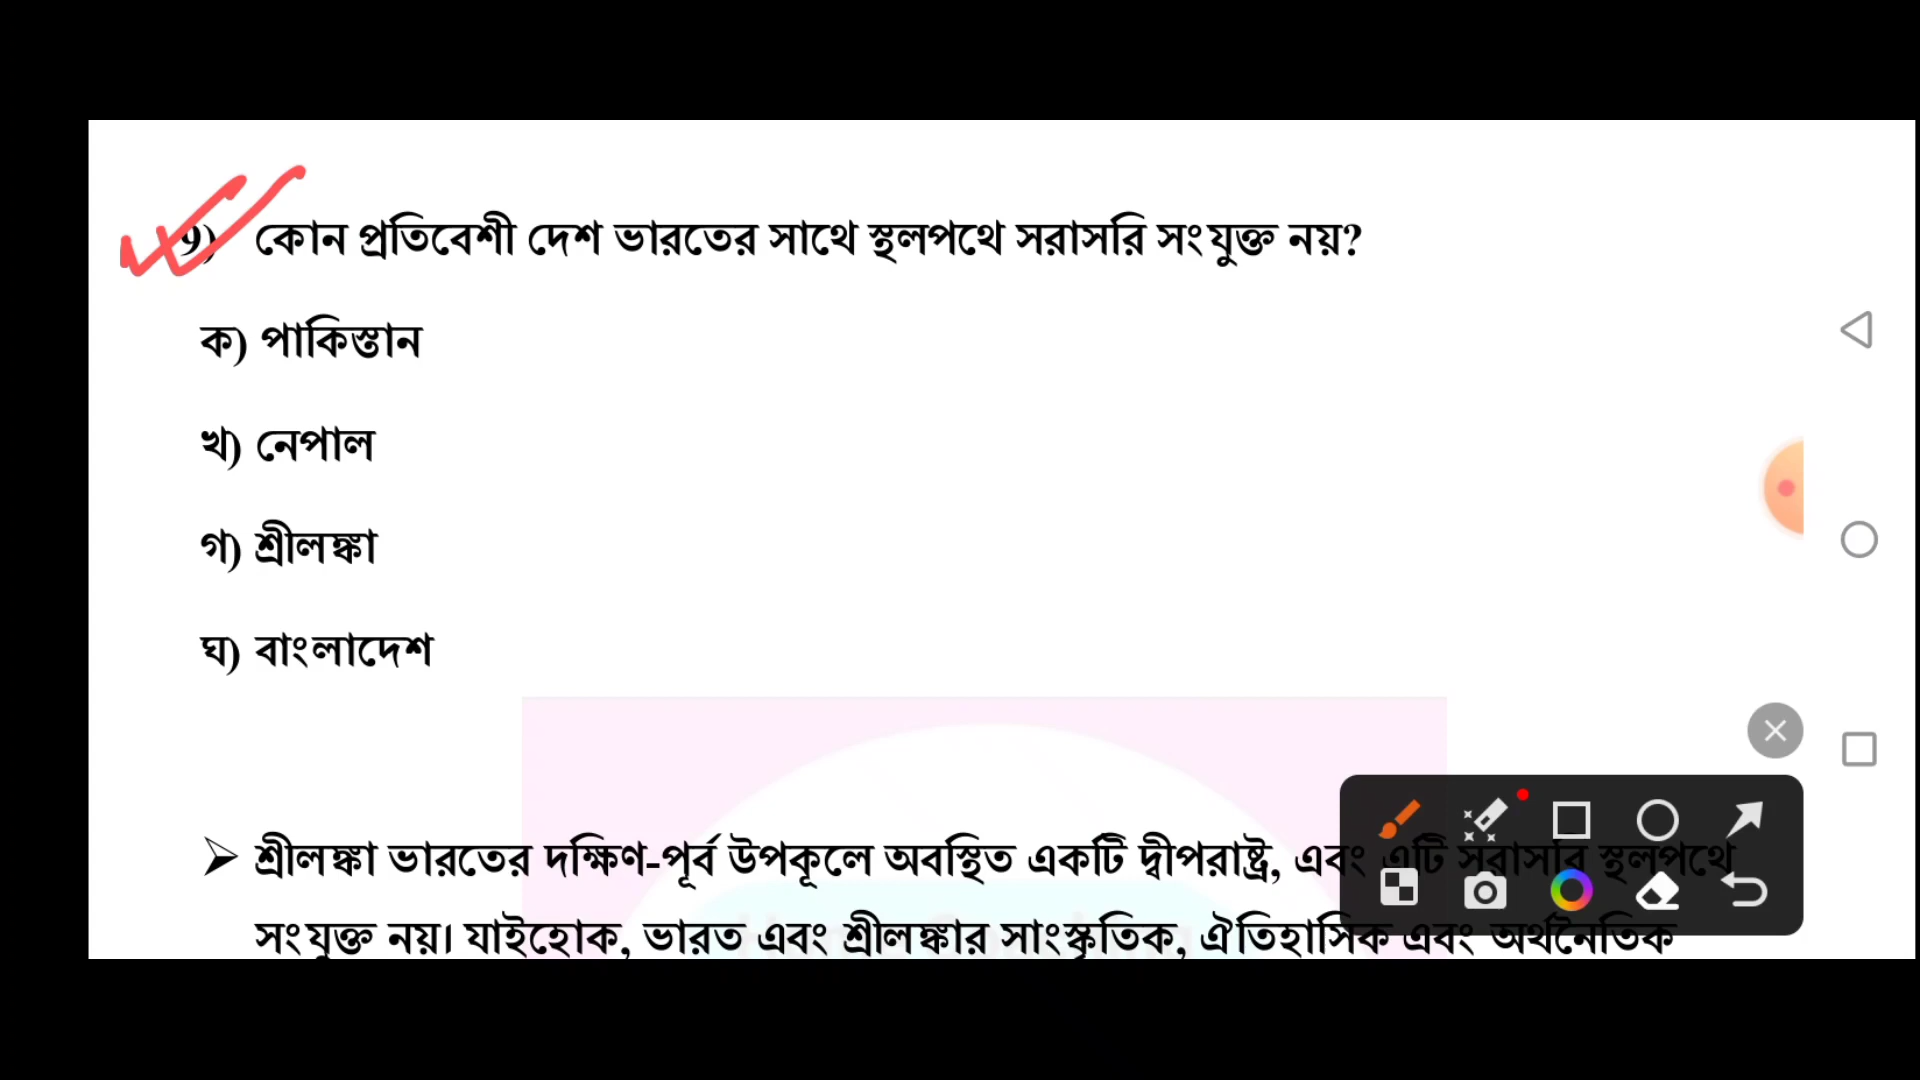 9) কোন প্রতিবেশী দেশ ভারতের সাথে স্থলপথে সরাসরি সংযুক্ত নয়?
ক) পাকিস্তান
খ) নেপাল
গ) শ্রীলঙ্কা
ঘ) বাংলাদেশ
➢ শ্রীলঙ্কা ভারতের দক্ষিণ-পূর্ব উপকূলে অবস্থিত একটি দ্বীপরাষ্ট্র, এবং এটি সরাসরি স্থলপথে
সংযুক্ত নয়। যাইহোক, ভারত এবং শ্রীলঙ্কার সাংস্কৃতিক, ঐতিহাসিক এবং অর্থনৈতিক